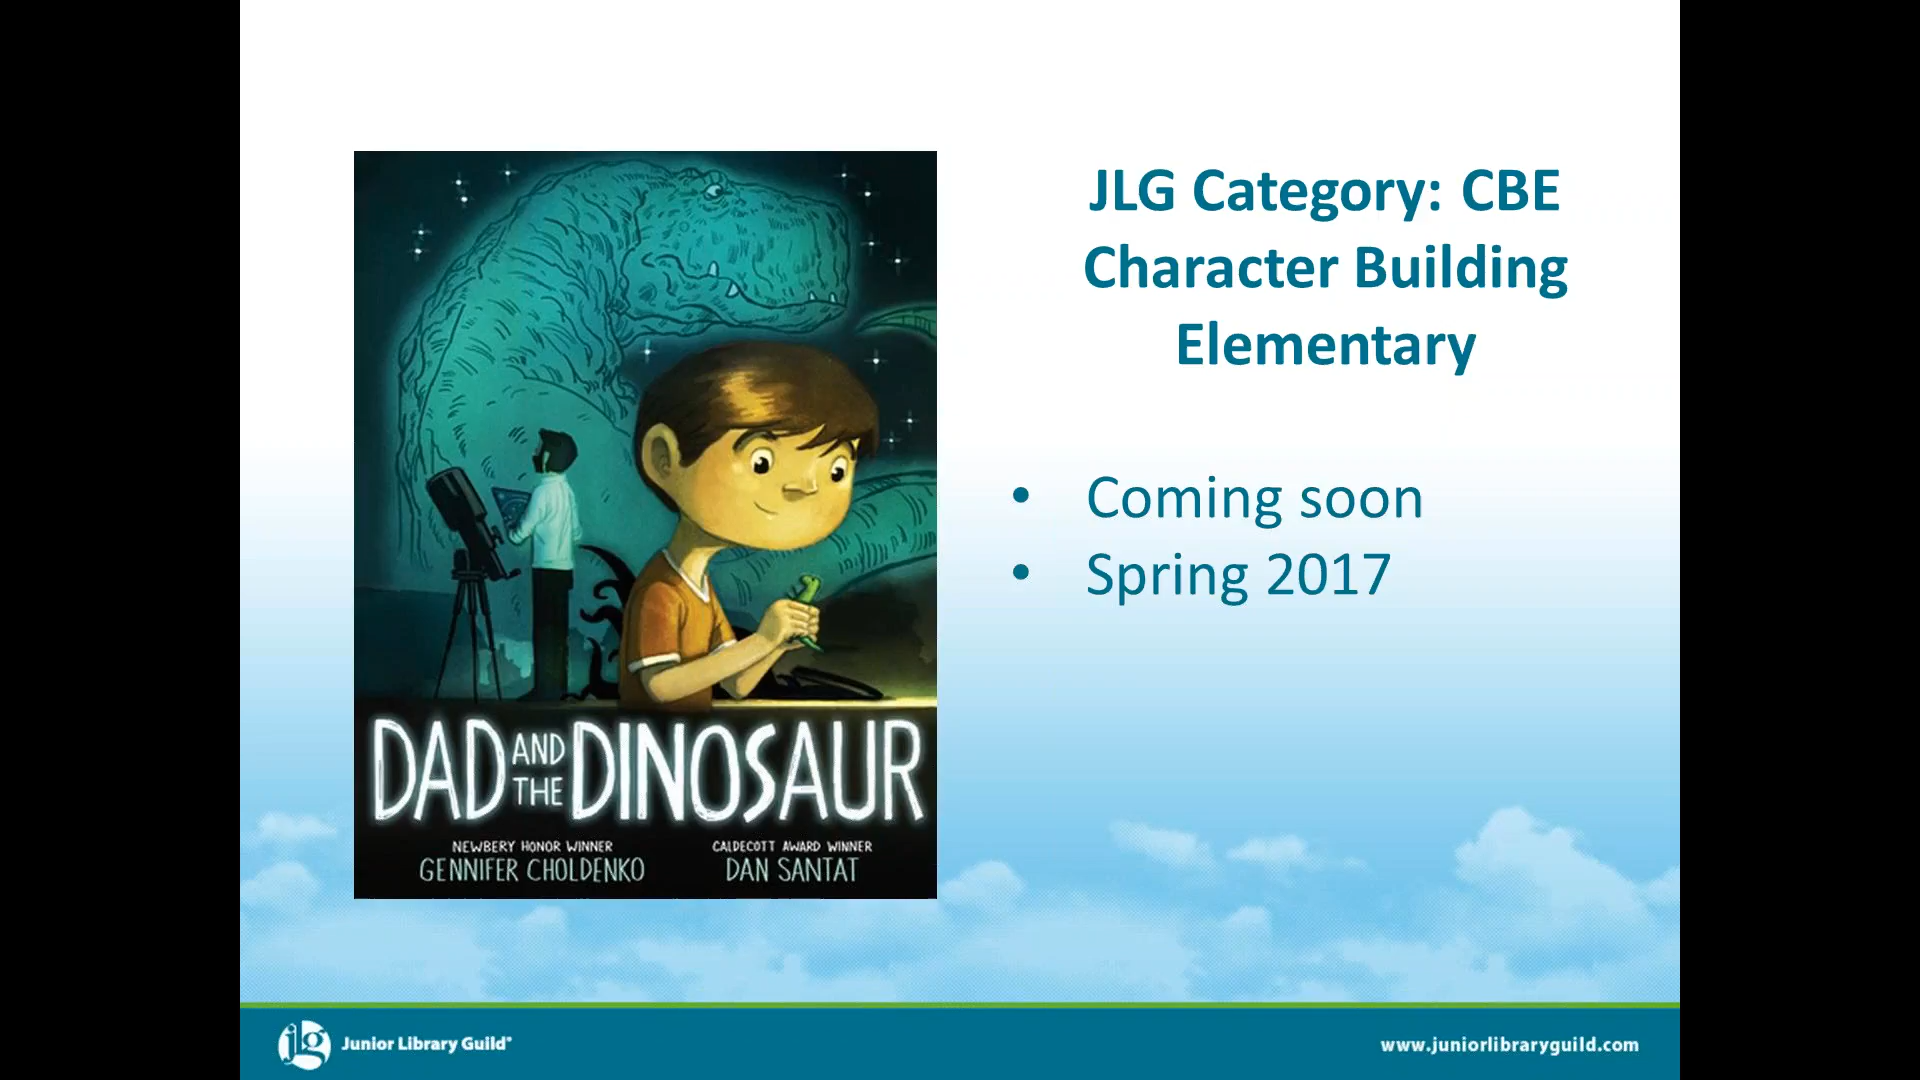 JLG Category: CBE
Character Building
Elementary
• Coming soon
• Spring 2017
DAD AND THE DINOSAUR
NEWBERY HONOR WINNER
GENNIFER CHOLDENKO
CALDECOTT AWARD WINNER
DAN SANTAT
jlg Junior Library Guild®
www.juniorlibraryguild.com